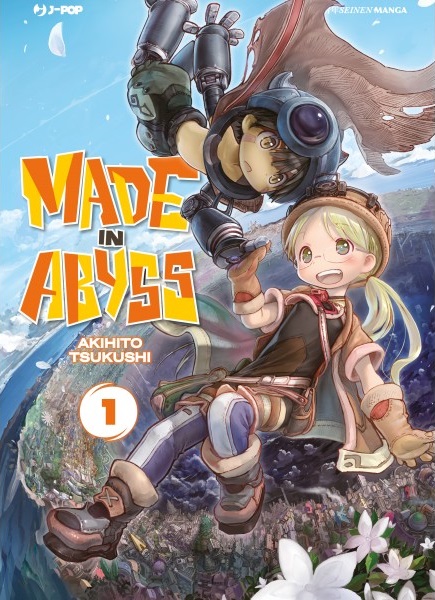 J-POP
SEINEN MANGA
MADE
IN
ABYSS
AKIHITO
TSUKUSHI
1